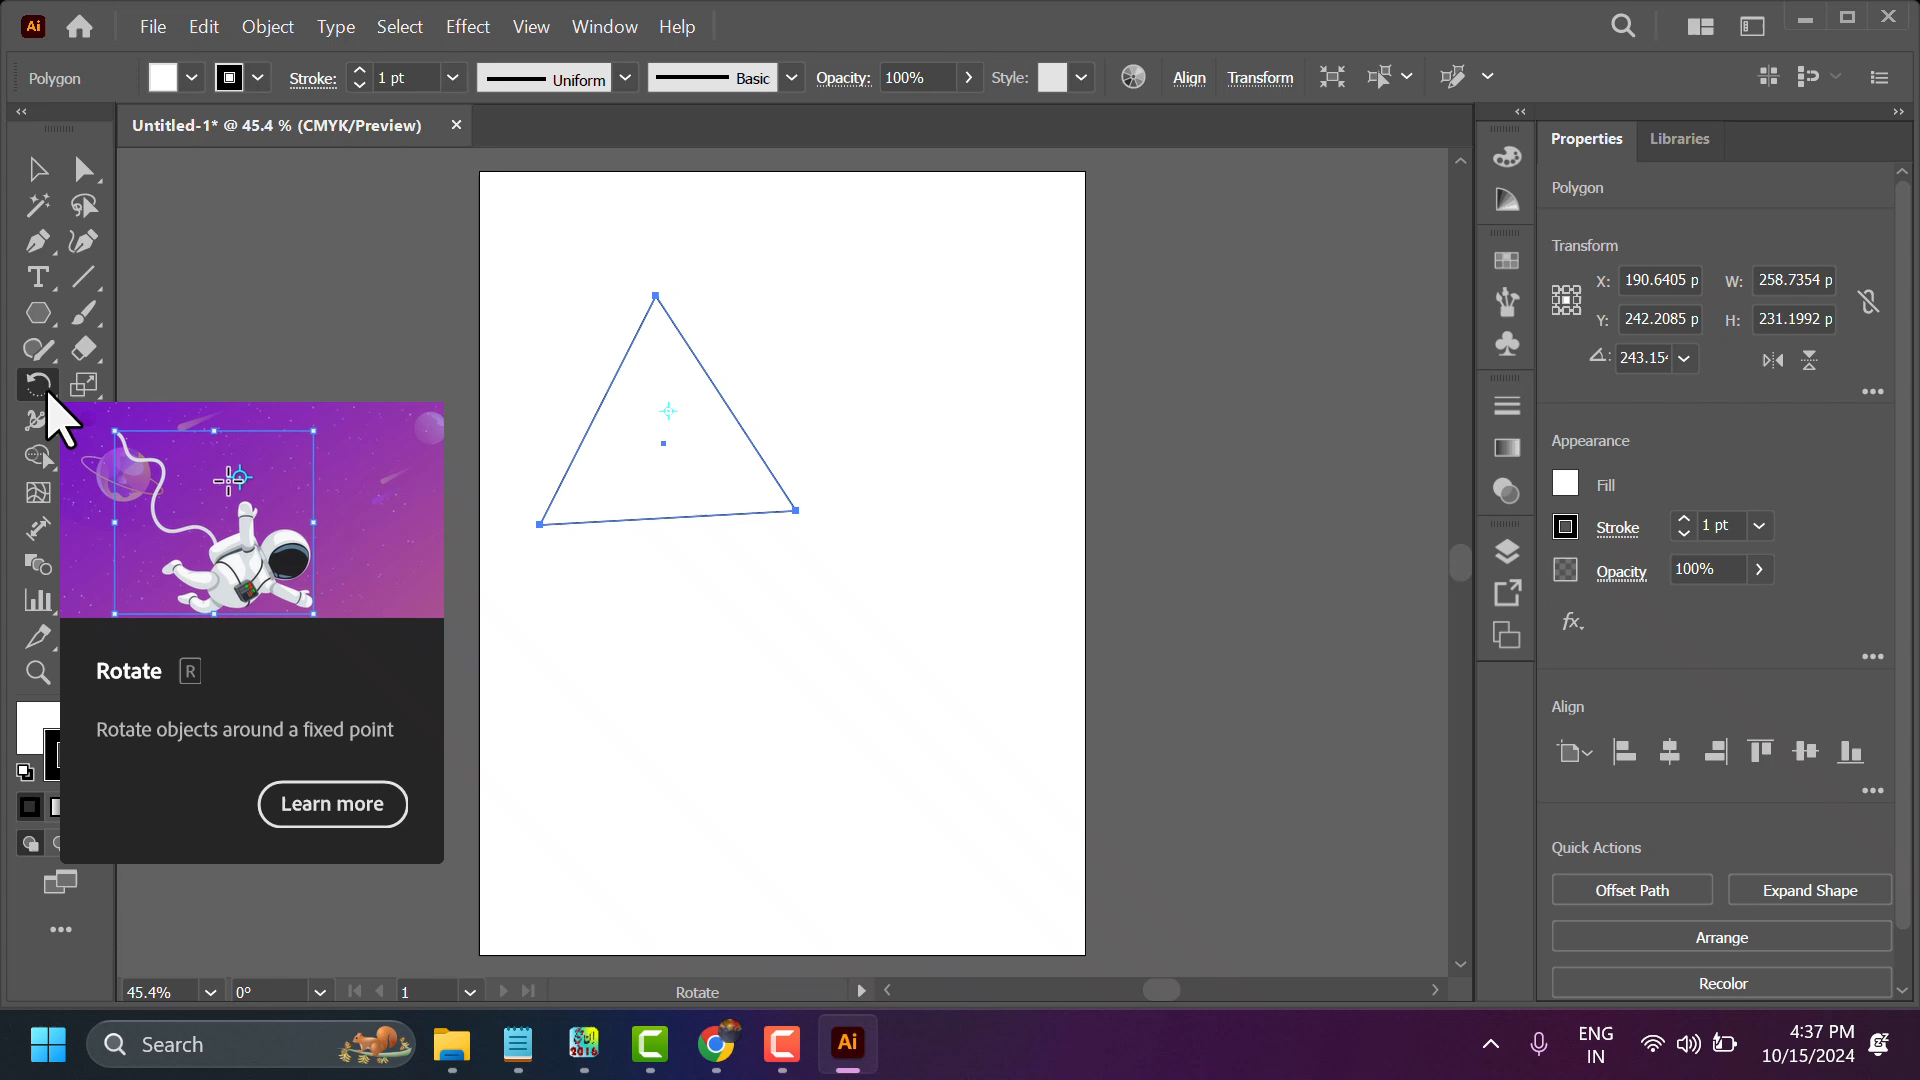 Ai File Edit Object Type Select Effect View Window Help
Polygon Stroke: 1 pt Uniform Basic Opacity: 100% Style: Align Transform
Untitled-1* @ 45.4 % (CMYK/Preview)
Properties Libraries
Polygon
Transform
X: 190.6405 p W: 258.7354 p
Y: 242.2085 p H: 231.1992 p
243.154
Appearance
Fill
Stroke 1 pt
Opacity 100%
fx.
Align
Quick Actions
Offset Path Expand Shape
Arrange
Recolor
T
Rotate R
Rotate objects around a fixed point
Learn more
45.4% 0° 1 Rotate
Search
Ai
ENG
IN
4:37 PM
10/15/2024